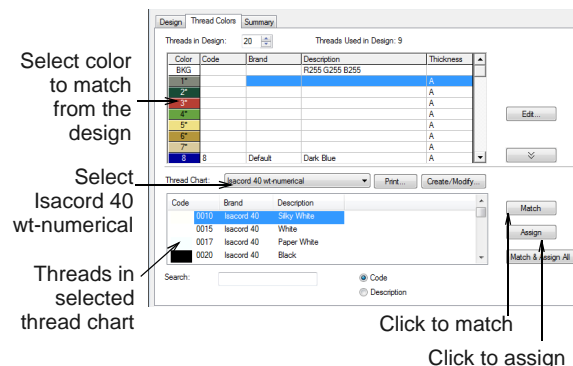 Design Thread Colors Summary
Threads in Design: 20 Threads Used in Design: 9
Color Code Brand Description Thickness
BKG R255 G255 B255
1* A
2* A
3* A
4* A
5* A
6* A
7* A
8 8 Default Dark Blue A
Edit...
Thread Chart: Isacord 40 wt-numerical Print... Create/Modify...
Code Brand Description
0010 Isacord 40 Silky White
0015 Isacord 40 White
0017 Isacord 40 Paper White
0020 Isacord 40 Black
Match
Assign
Match & Assign All
Search: Code
Description
Select color
to match
from the
design
Select
Isacord 40
wt-numerical
Threads in
selected
thread chart
Click to match
Click to assign